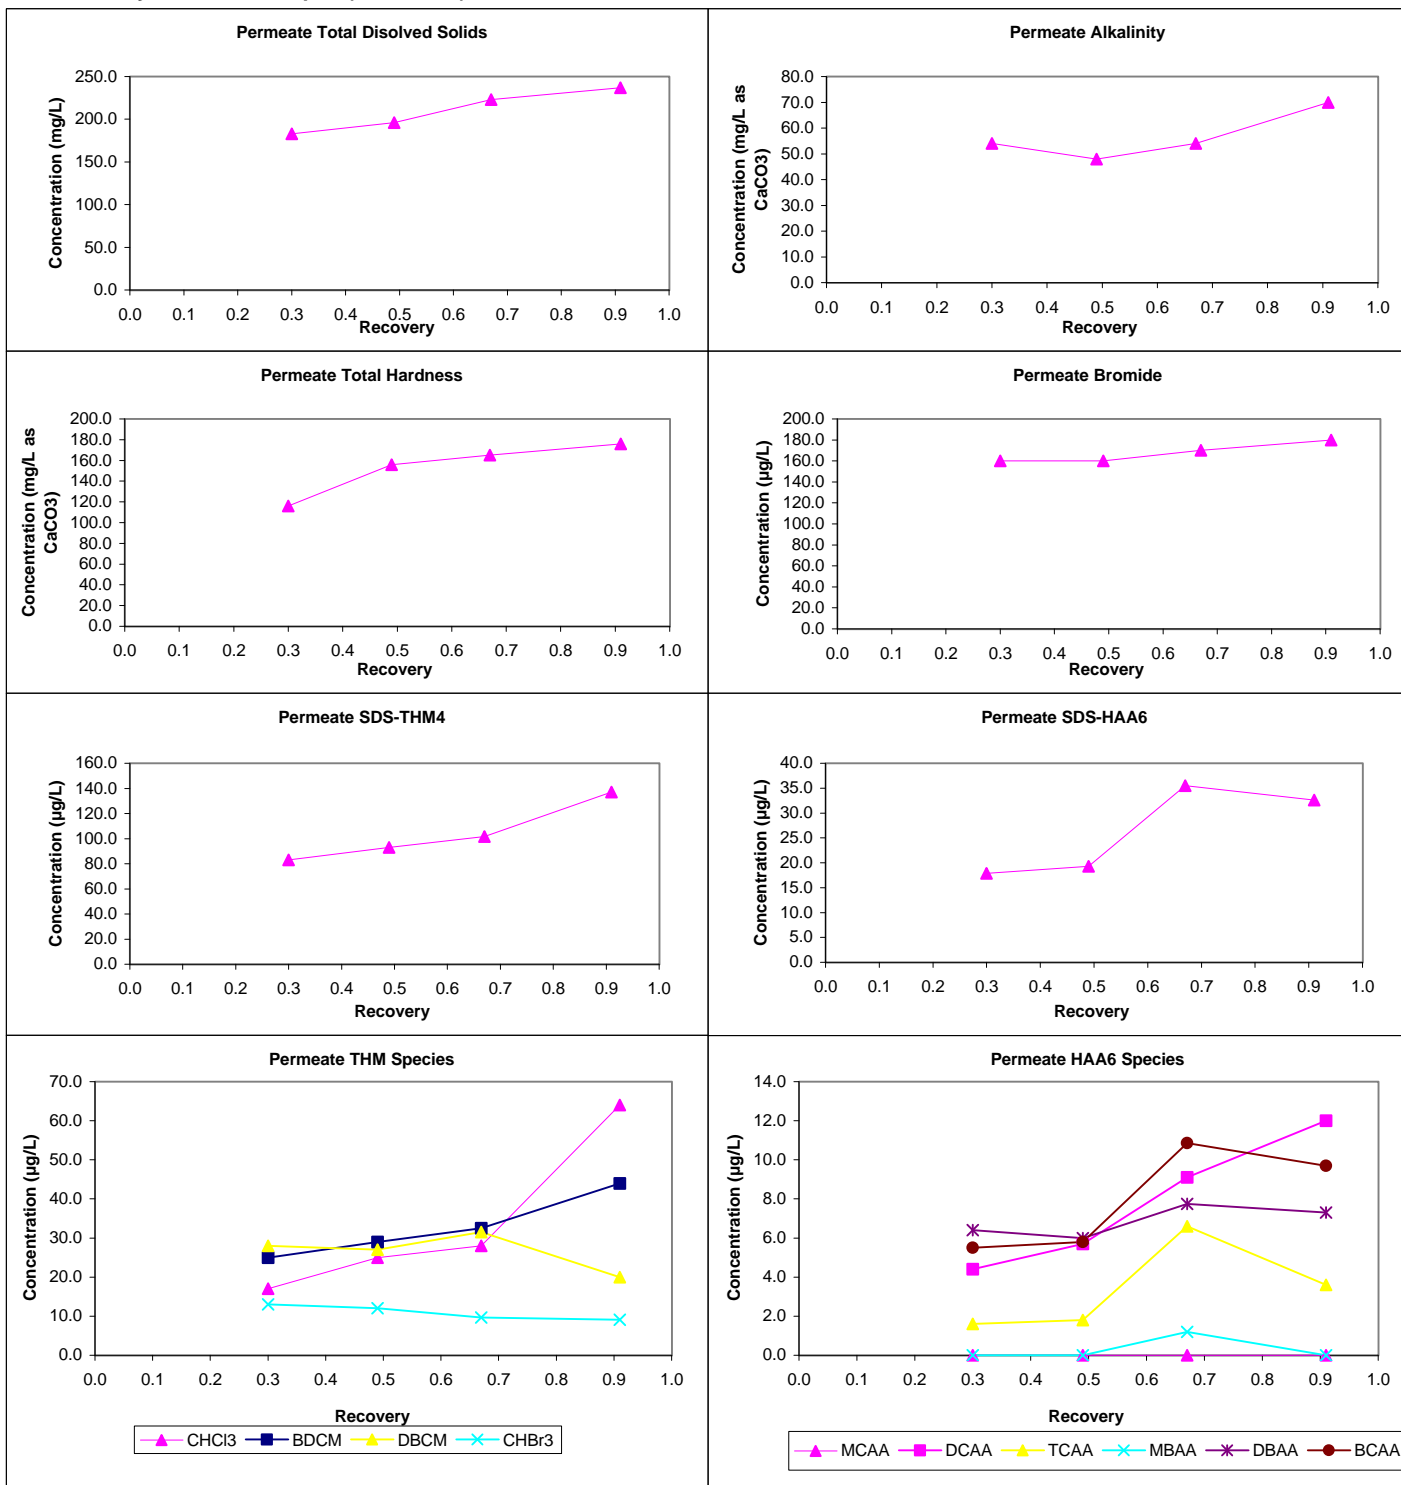 Permeate Total Disolved Solids
Concentration (mg/L)
250.0
200.0
150.0
100.0
50.0
0.0
0.0 0.1 0.2 0.3 0.4 0.5 0.6 0.7 0.8 0.9 1.0
Recovery
Permeate Alkalinity
Concentration (mg/L as
CaCO3)
80.0
70.0
60.0
50.0
40.0
30.0
20.0
10.0
0.0
0.0 0.1 0.2 0.3 0.4 0.5 0.6 0.7 0.8 0.9 1.0
Recovery
Permeate Total Hardness
Concentration (mg/L as
CaCO3)
200.0
180.0
160.0
140.0
120.0
100.0
80.0
60.0
40.0
20.0
0.0
0.0 0.1 0.2 0.3 0.4 0.5 0.6 0.7 0.8 0.9 1.0
Recovery
Permeate Bromide
Concentration (µg/L)
200.0
180.0
160.0
140.0
120.0
100.0
80.0
60.0
40.0
20.0
0.0
0.0 0.1 0.2 0.3 0.4 0.5 0.6 0.7 0.8 0.9 1.0
Recovery
Permeate SDS-THM4
Concentration (µg/L)
160.0
140.0
120.0
100.0
80.0
60.0
40.0
20.0
0.0
0.0 0.1 0.2 0.3 0.4 0.5 0.6 0.7 0.8 0.9 1.0
Recovery
Permeate SDS-HAA6
Concentration (µg/L)
40.0
35.0
30.0
25.0
20.0
15.0
10.0
5.0
0.0
0.0 0.1 0.2 0.3 0.4 0.5 0.6 0.7 0.8 0.9 1.0
Recovery
Permeate THM Species
Concentration (µg/L)
70.0
60.0
50.0
40.0
30.0
20.0
10.0
0.0
0.0 0.1 0.2 0.3 0.4 0.5 0.6 0.7 0.8 0.9 1.0
Recovery
CHCl3 BDCM DBCM CHBr3
Permeate HAA6 Species
Concentration (µg/L)
14.0
12.0
10.0
8.0
6.0
4.0
2.0
0.0
0.0 0.1 0.2 0.3 0.4 0.5 0.6 0.7 0.8 0.9 1.0
Recovery
MCAA DCAA TCAA MBAA DBAA BCAA